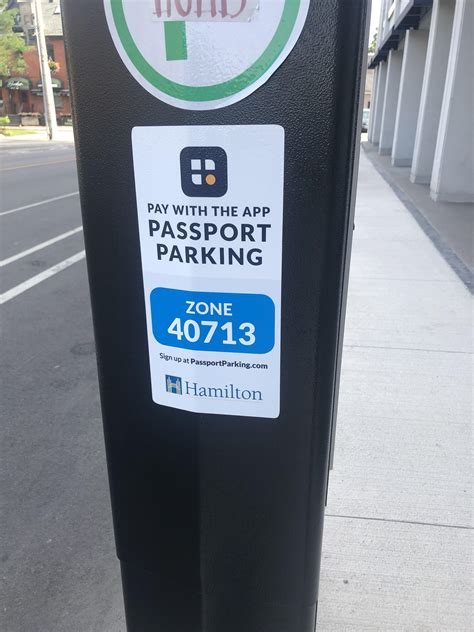 PAY WITH THE APP
PASSPORT
PARKING
ZONE
40713
Sign up at PassportParking.com
Hamilton